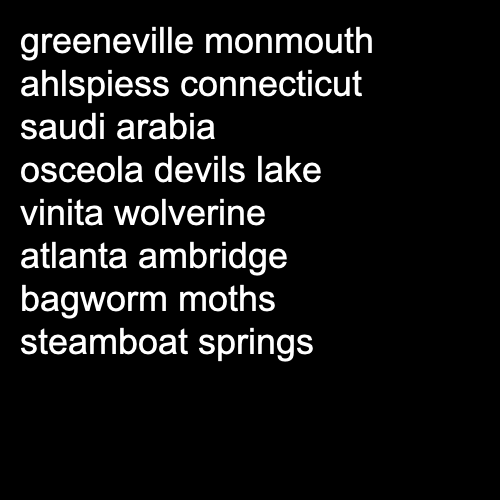 greeneville monmouth
ahlspiess connecticut
saudi arabia
osceola devils lake
vinita wolverine
atlanta ambridge
bagworm moths
steamboat springs